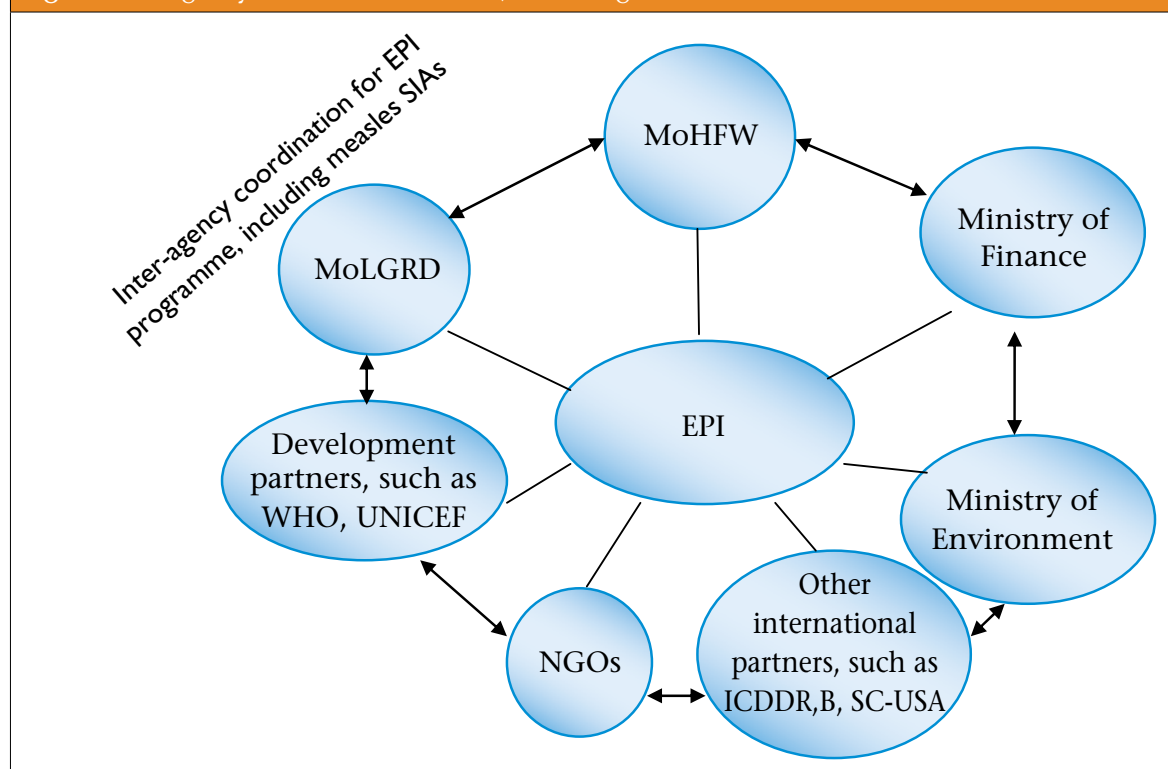 Inter-agency coordination for EPI
programme, including measles SIAs
MoHFW
Ministry of
Finance
MoLGRD
EPI
Development
partners, such as
WHO, UNICEF
Ministry of
Environment
Other
international
partners, such as
ICDDR,B, SC-USA
NGOs